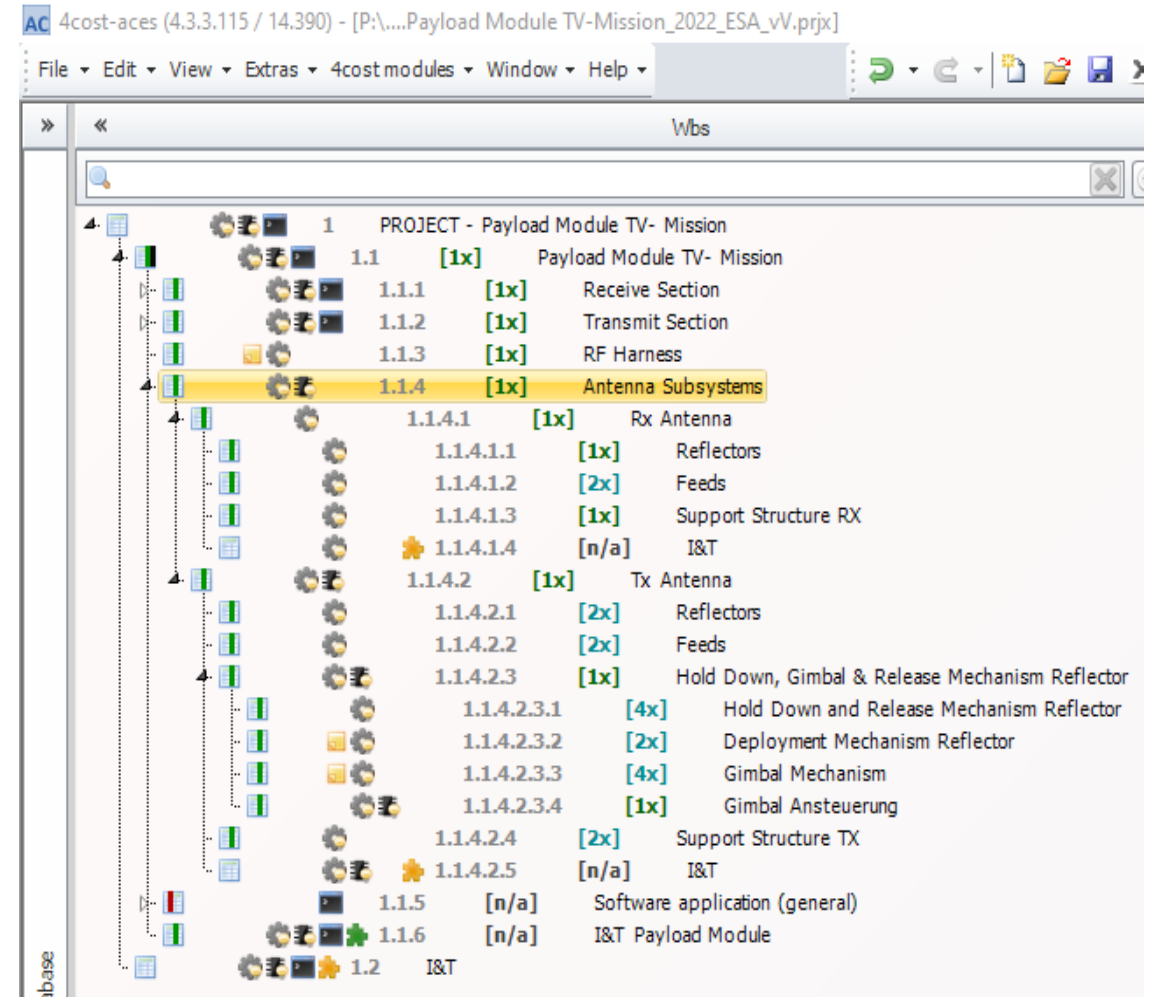 AC 4cost-aces (4.3.3.115 / 14.390) - [P:\....Payload Module TV-Mission_2022_ESA_vV.prjx]
File Edit View Extras 4cost modules Window Help
Wbs
1 PROJECT - Payload Module TV- Mission
1.1 [1x] Payload Module TV- Mission
1.1.1 [1x] Receive Section
1.1.2 [1x] Transmit Section
1.1.3 [1x] RF Harness
1.1.4 [1x] Antenna Subsystems
1.1.4.1 [1x] Rx Antenna
1.1.4.1.1 [1x] Reflectors
1.1.4.1.2 [2x] Feeds
1.1.4.1.3 [1x] Support Structure RX
1.1.4.1.4 [n/a] I&T
1.1.4.2 [1x] Tx Antenna
1.1.4.2.1 [2x] Reflectors
1.1.4.2.2 [2x] Feeds
1.1.4.2.3 [1x] Hold Down, Gimbal & Release Mechanism Reflector
1.1.4.2.3.1 [4x] Hold Down and Release Mechanism Reflector
1.1.4.2.3.2 [2x] Deployment Mechanism Reflector
1.1.4.2.3.3 [4x] Gimbal Mechanism
1.1.4.2.3.4 [1x] Gimbal Ansteuerung
1.1.4.2.4 [2x] Support Structure TX
1.1.4.2.5 [n/a] I&T
1.1.5 [n/a] Software application (general)
1.1.6 [n/a] I&T Payload Module
1.2 I&T